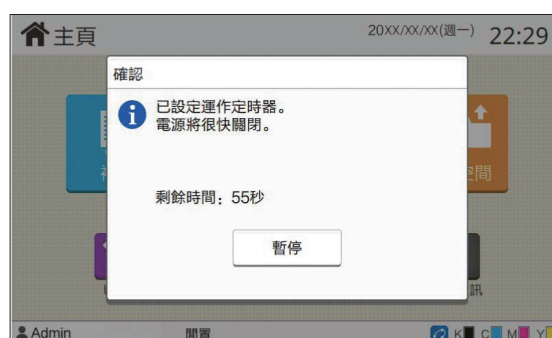 主頁
20XX/XX/XX(週一) 22:29
確認
已設定運作定時器。
電源將很快關閉。
剩餘時間：55秒
暫停
間
訊
Admin
閒置
K C M Y